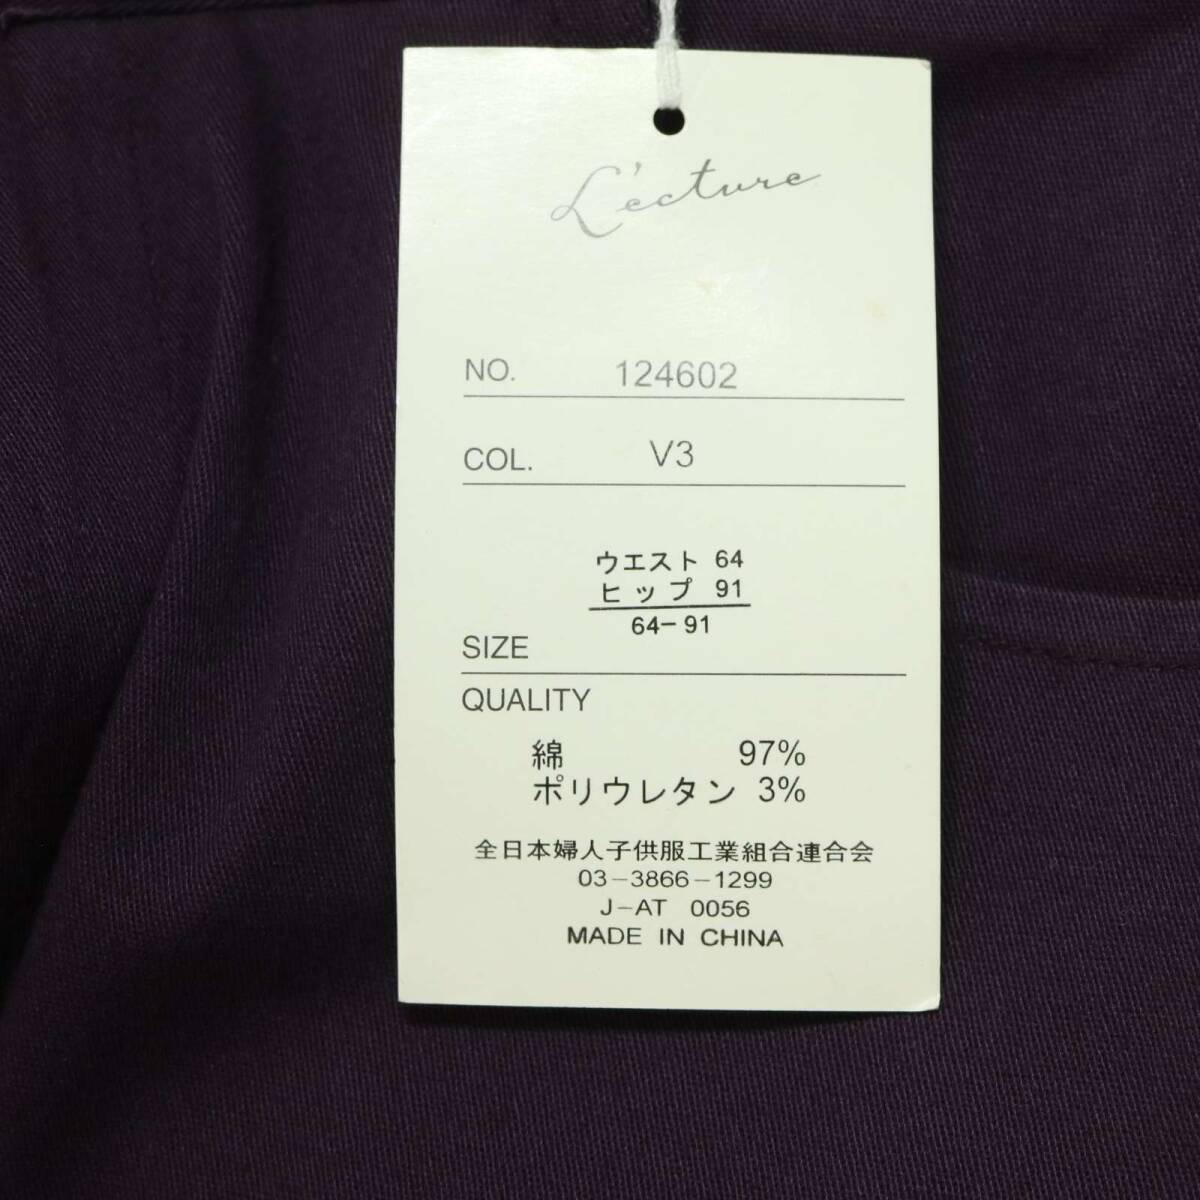 L'ecture
NO. 124602
COL. V3
ウエスト 64
ヒップ 91
64-91
SIZE
QUALITY
綿 97%
ポリウレタン 3%
全日本婦人子供服工業組合連合会
03-3866-1299
J-AT 0056
MADE IN CHINA